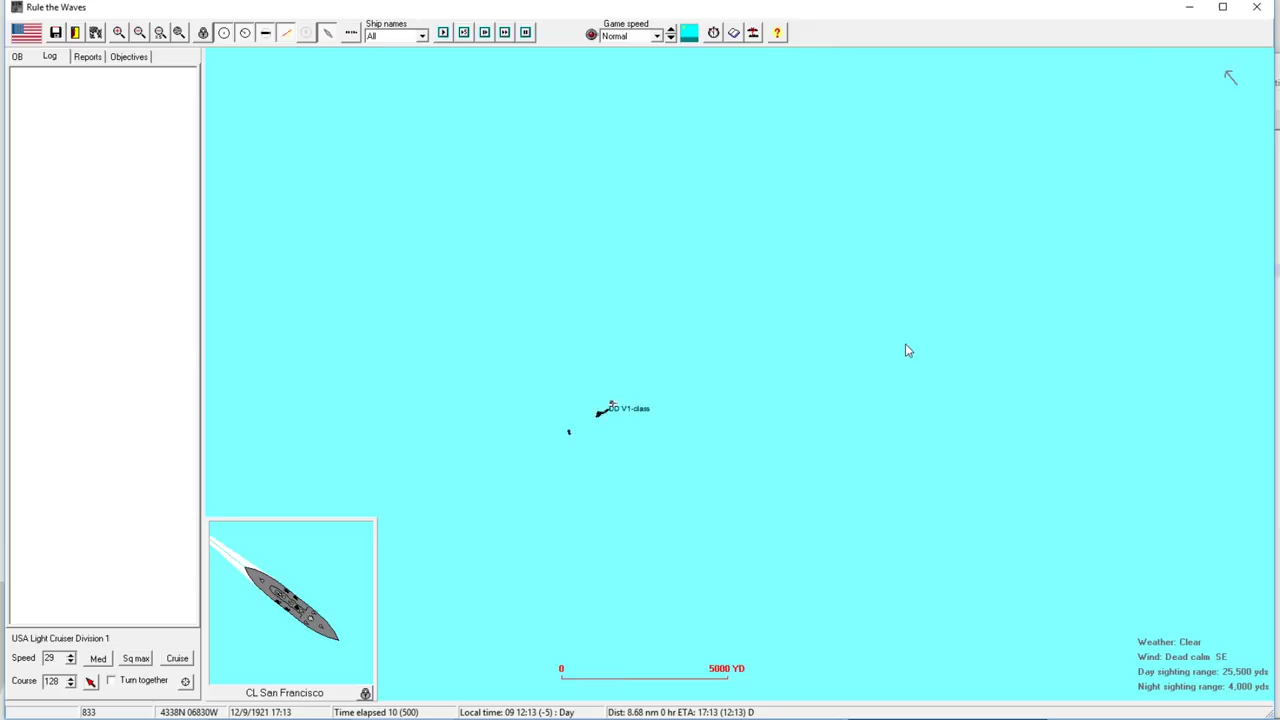 Rule the Waves
Ship names
All
Game speed
Normal
?
OB Log Reports Objectives
DD V1-class
USA Light Cruiser Division 1
Speed 29 Med Sq max Cruise
Course 128 Turn together
CL San Francisco
0 5000 YD
Weather: Clear
Wind: Dead calm SE
Day sighting range: 25,500 yds
Night sighting range: 4,000 yds
833 4338N 06830W 12/9/1921 17:13 Time elapsed 10 (500) Local time: 09 12:13 (-5) : Day Dist: 8.68 nm 0 hr ETA: 17:13 (12:13) D